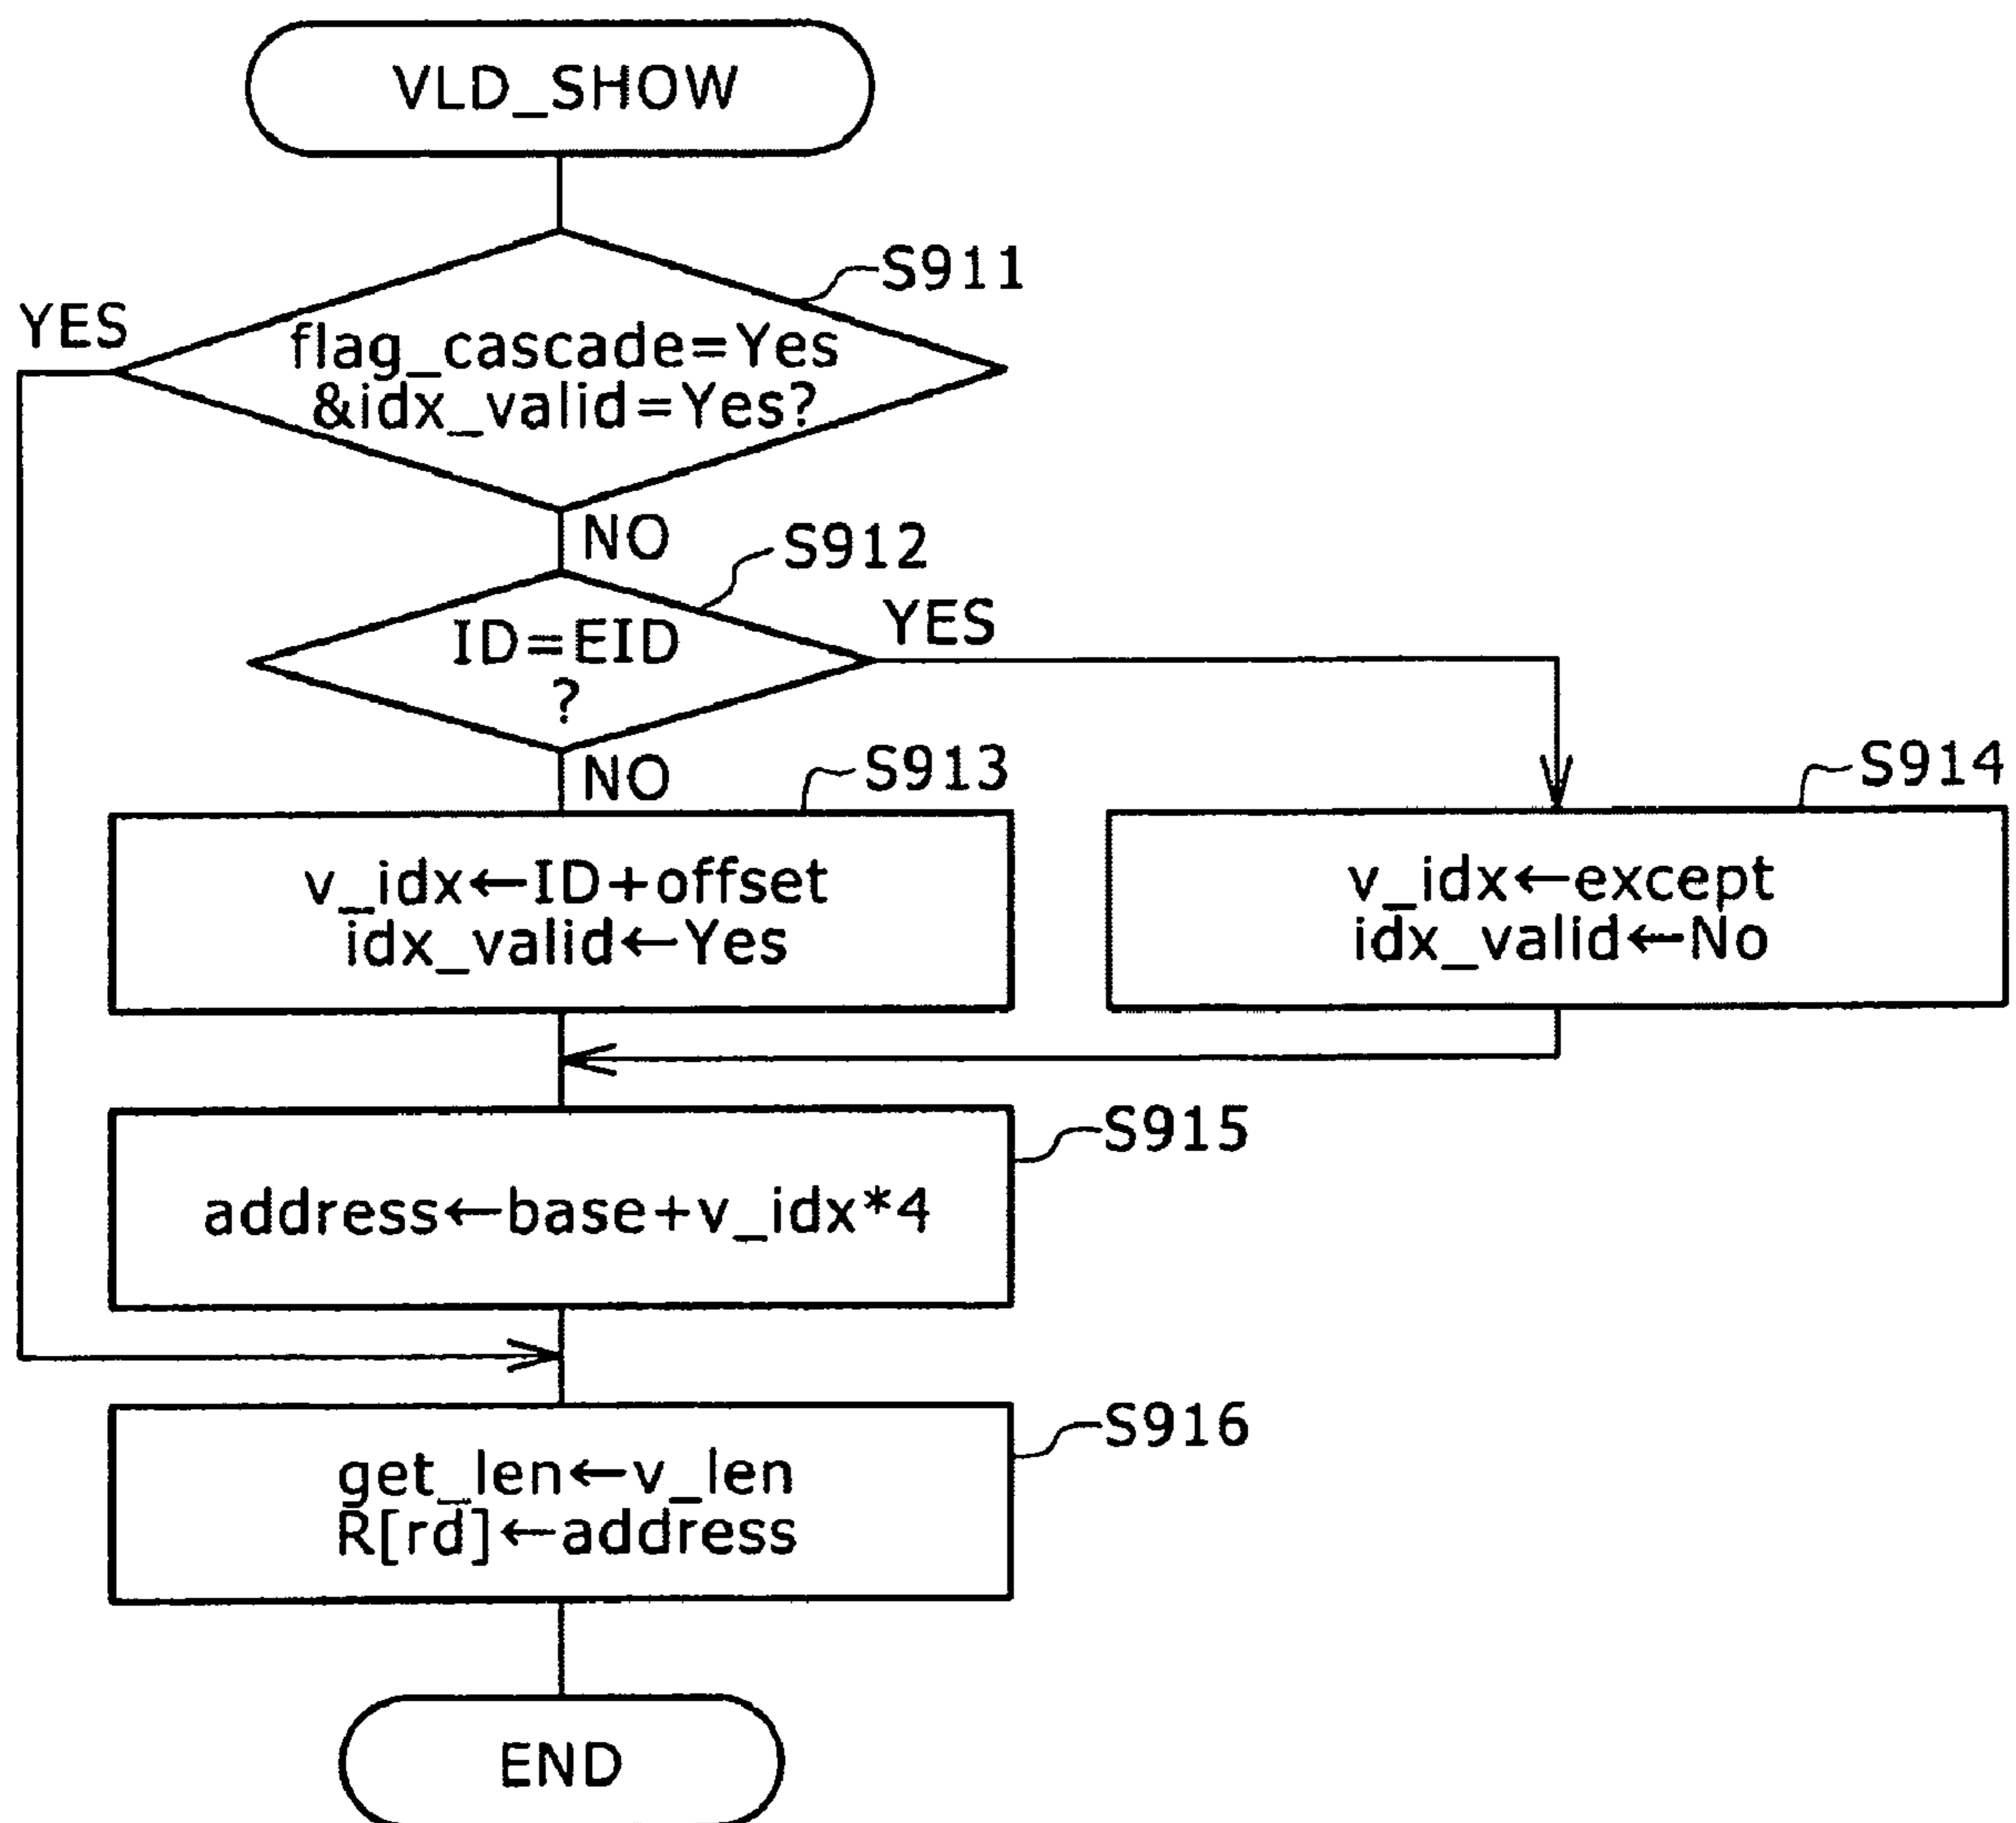 VLD_SHOW
S911
YES
flag_cascade=Yes
&idx_valid=Yes?
NO
S912
YES
ID=EID
?
NO
S913
S914
v_idx←ID+offset
idx_valid←Yes
v_idx←except
idx_valid←No
S915
address←base+v_idx*4
S916
get_len←v_len
R[rd]←address
END